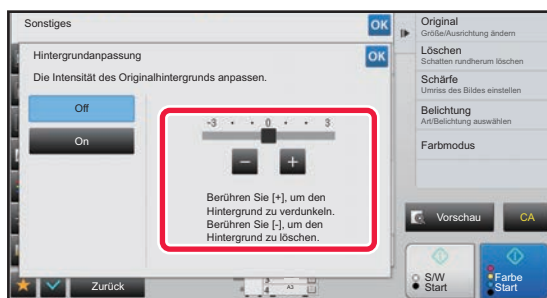 Sonstiges
OK
Hintergrundanpassung
OK
Die Intensität des Originalhintergrunds anpassen.
Off
On
-3 0 3
- +
Berühren Sie [+], um den
Hintergrund zu verdunkeln.
Berühren Sie [-], um den
Hintergrund zu löschen.
Zurück
A3
4
Original
Größe/Ausrichtung ändern
Löschen
Schatten rundherum löschen
Schärfe
Umriss des Bildes einstellen
Belichtung
Art/Belichtung auswählen
Farbmodus
Vorschau
CA
S/W
Start
Farbe
Start